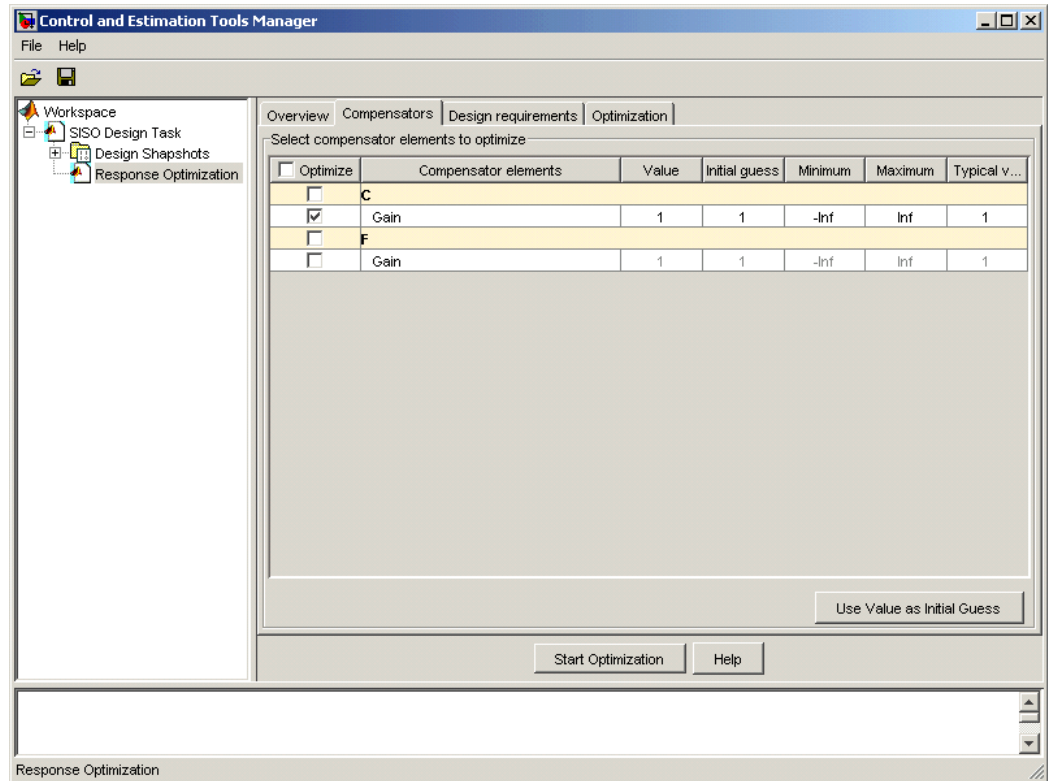 Control and Estimation Tools Manager
File Help
Workspace
SISO Design Task
Design Shapshots
Response Optimization
Overview Compensators Design requirements Optimization
Select compensator elements to optimize
Optimize Compensator elements Value Initial guess Minimum Maximum Typical v...
C
Gain 1 1 -Inf Inf 1
F
Gain 1 1 -Inf Inf 1
Use Value as Initial Guess
Start Optimization Help
Response Optimization